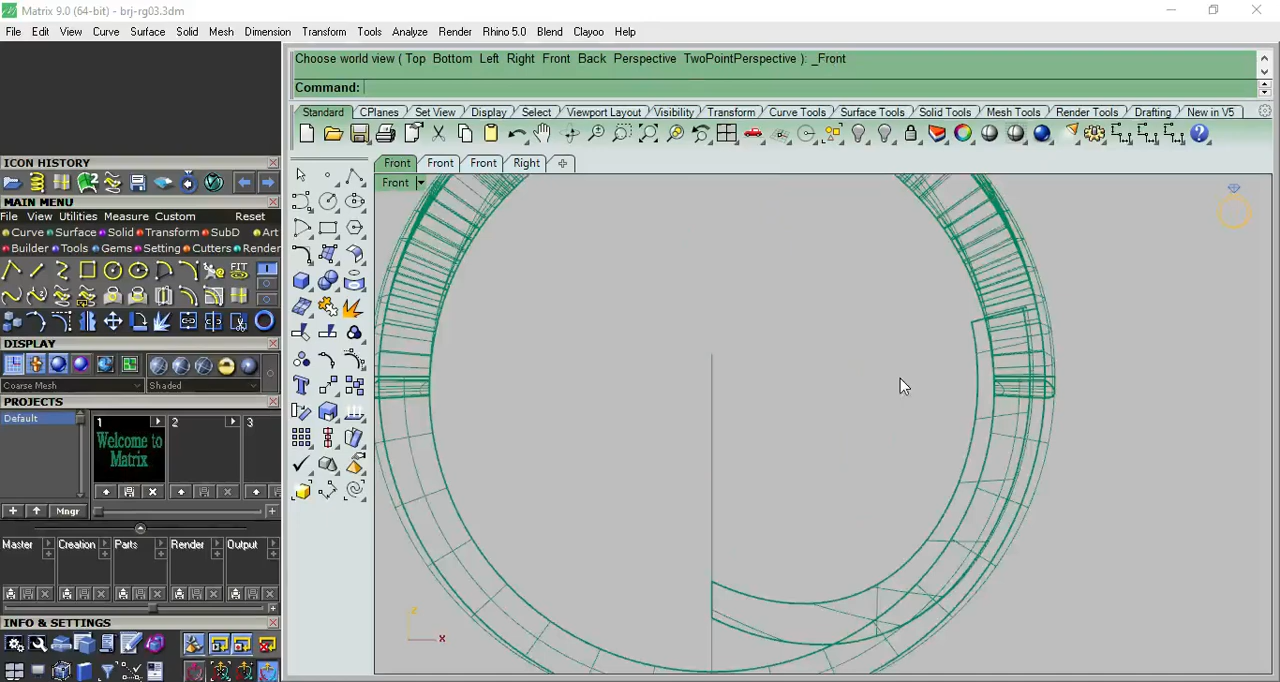 Matrix 9.0 (64-bit) - brj-rg03.3dm
File Edit View Curve Surface Solid Mesh Dimension Transform Tools Analyze Render Rhino 5.0 Blend Clayoo Help
Choose world view ( Top Bottom Left Right Front Back Perspective TwoPointPerspective ): _Front
Command:
Standard CPlanes Set View Display Select Viewport Layout Visibility Transform Curve Tools Surface Tools Solid Tools Mesh Tools Render Tools Drafting New in V5
ICON HISTORY
MAIN MENU
File View Utilities Measure Custom Reset
Curve Surface Solid Transform SubD Art
Builder Tools Gems Setting Cutters Render
FIT
DISPLAY
Coarse Mesh Shaded
PROJECTS
Default
1 2 3
Welcome to
Matrix
Mngr
Master Creation Parts Render Output
INFO & SETTINGS
Front Front Front Right
Front
z
x